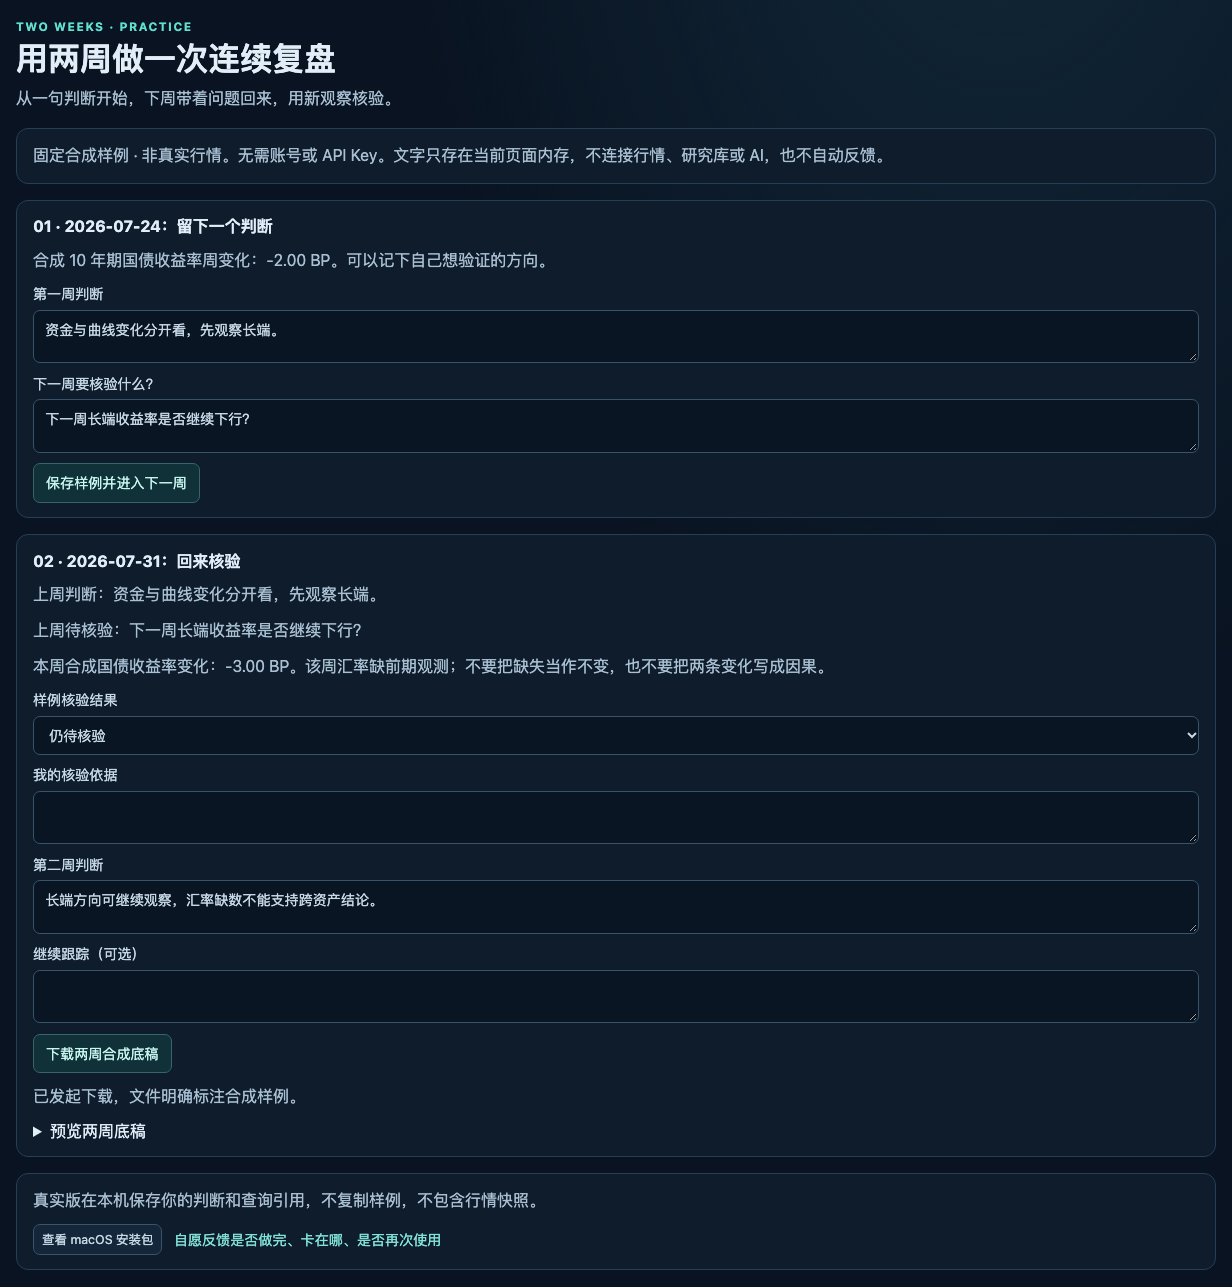 TWO WEEKS · PRACTICE
用两周做一次连续复盘
从一句判断开始，下周带着问题回来，用新观察核验。
固定合成样例 · 非真实行情。无需账号或 API Key。文字只存在当前页面内存，不连接行情、研究库或 AI，也不自动反馈。
01 · 2026-07-24：留下一个判断
合成 10 年期国债收益率周变化：-2.00 BP。可以记下自己想验证的方向。
第一周判断
资金与曲线变化分开看，先观察长端。
下一周要核验什么？
下一周长端收益率是否继续下行？
保存样例并进入下一周
02 · 2026-07-31：回来核验
上周判断：资金与曲线变化分开看，先观察长端。
上周待核验：下一周长端收益率是否继续下行？
本周合成国债收益率变化：-3.00 BP。该周汇率缺前期观测；不要把缺失当作不变，也不要把两条变化写成因果。
样例核验结果
仍待核验
我的核验依据
第二周判断
长端方向可继续观察，汇率缺数不能支持跨资产结论。
继续跟踪（可选）
下载两周合成底稿
已发起下载，文件明确标注合成样例。
预览两周底稿
真实版在本机保存你的判断和查询引用，不复制样例，不包含行情快照。
查看 macOS 安装包
自愿反馈是否做完、卡在哪、是否再次使用